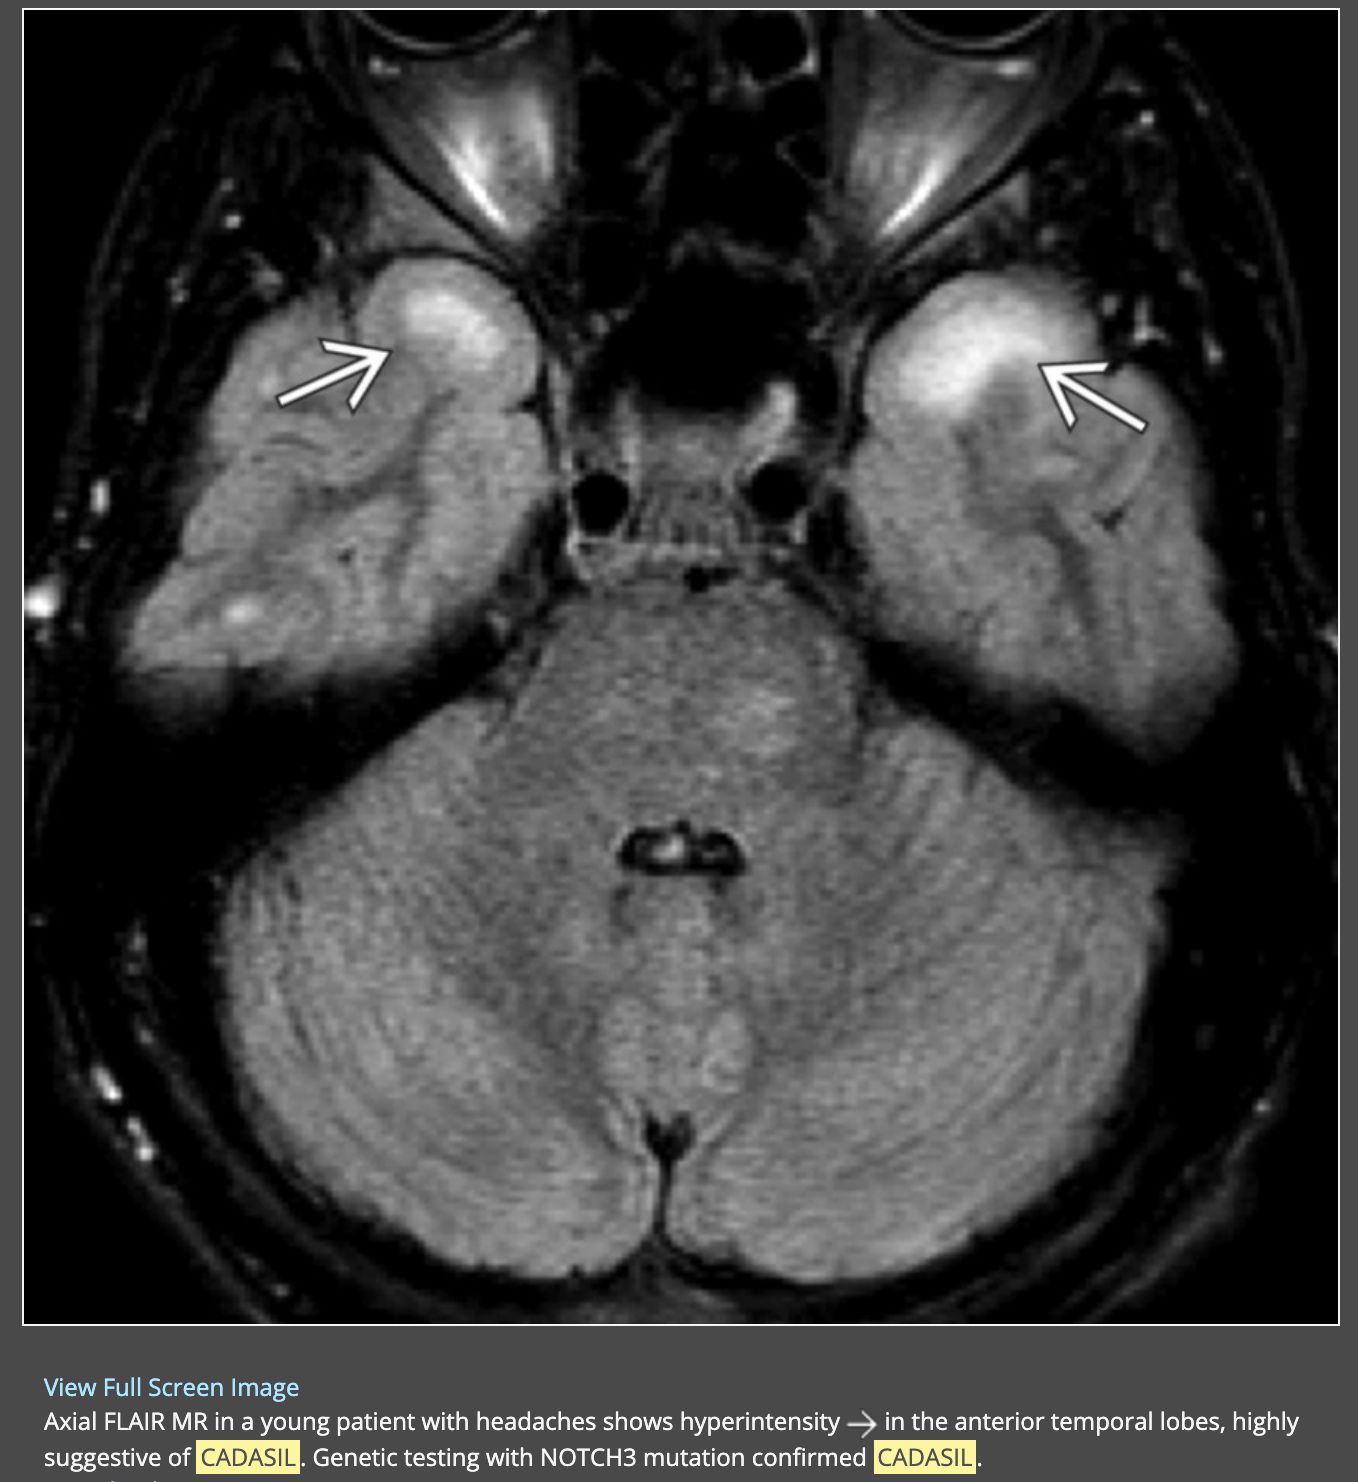 View Full Screen Image
Axial FLAIR MR in a young patient with headaches shows hyperintensity → in the anterior temporal lobes, highly
suggestive of CADASIL. Genetic testing with NOTCH3 mutation confirmed CADASIL.